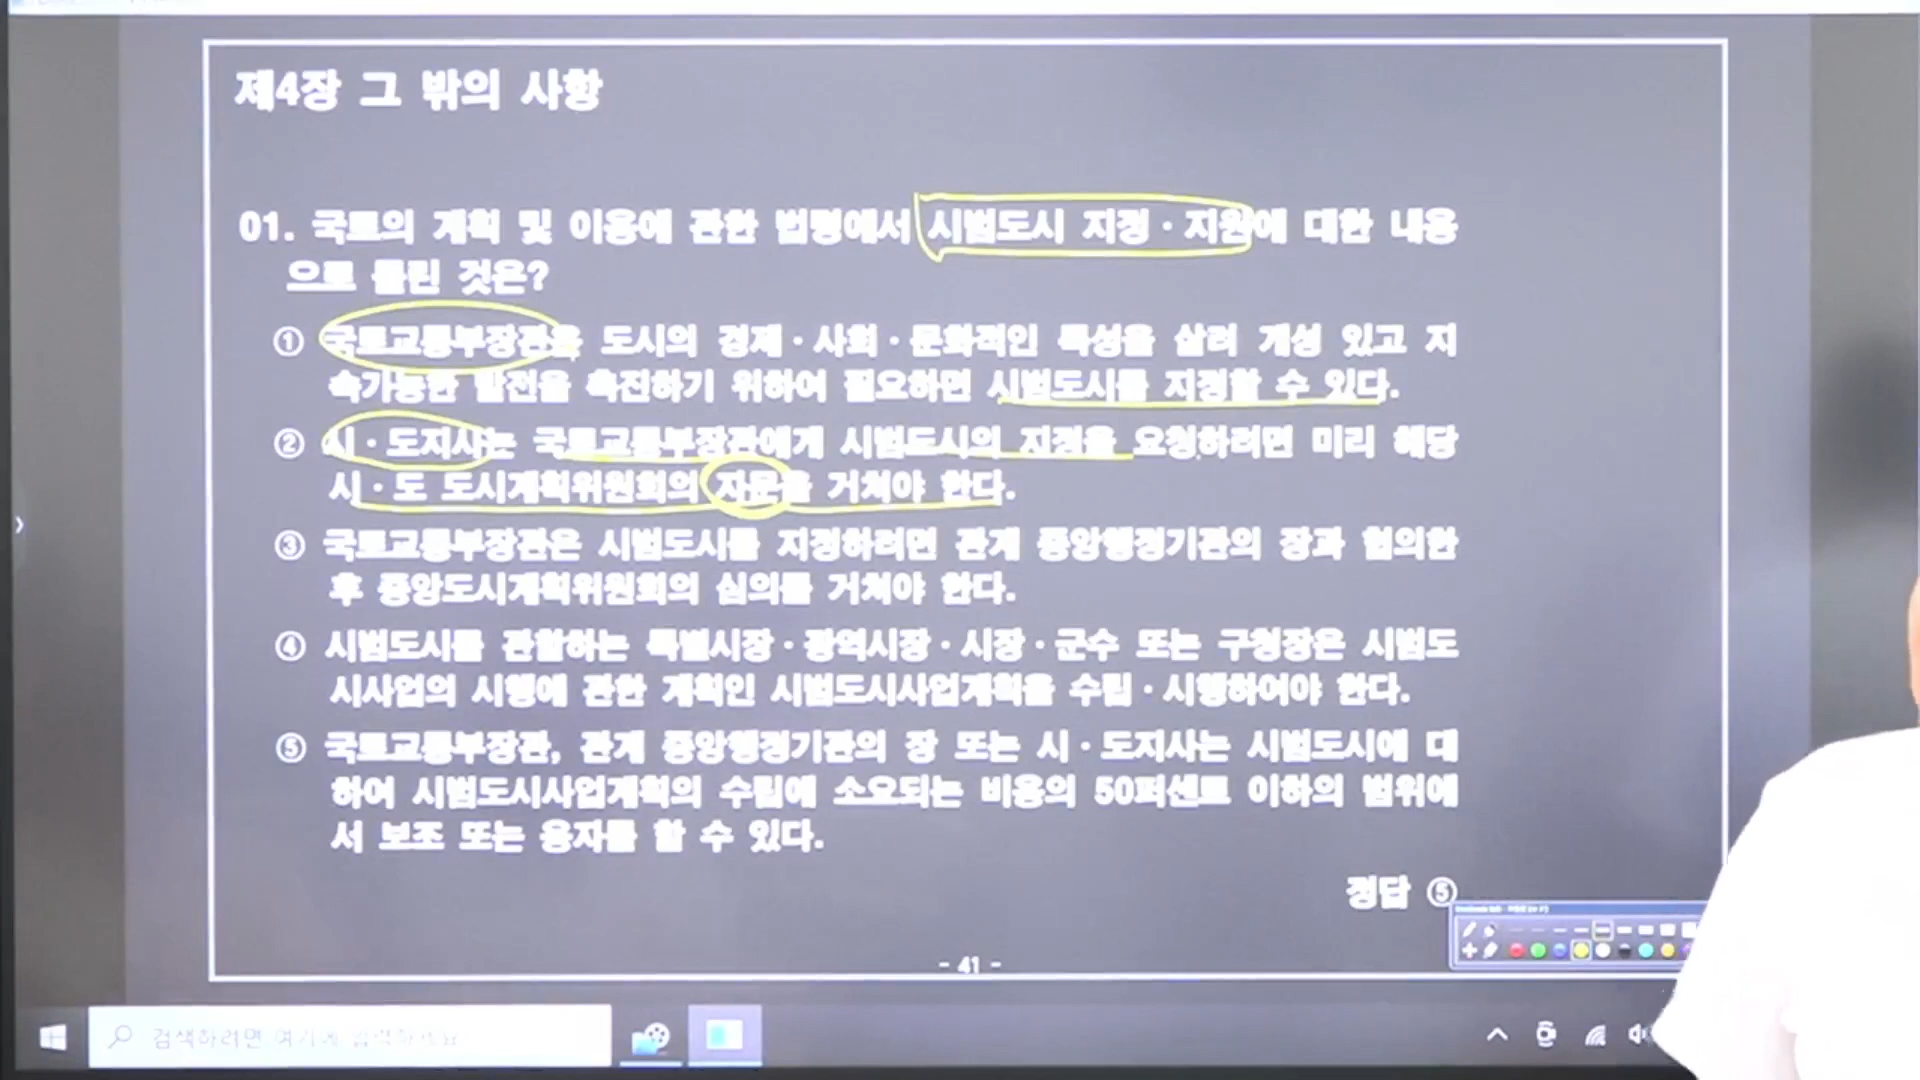 제4장 그 밖의 사항
01. 국토의 계획 및 이용에 관한 법령에서 시범도시 지정·지원에 대한 내용
으로 틀린 것은?
① 국토교통부장관은 도시의 경제·사회·문화적인 특성을 살려 개성 있고 지
속가능한 발전을 촉진하기 위하여 필요하면 시범도시를 지정할 수 있다.
② 시·도지사는 국토교통부장관에게 시범도시의 지정을 요청하려면 미리 해당
시·도 도시계획위원회의 자문을 거쳐야 한다.
③ 국토교통부장관은 시범도시를 지정하려면 관계 중앙행정기관의 장과 협의한
후 중앙도시계획위원회의 심의를 거쳐야 한다.
④ 시범도시를 관할하는 특별시장·광역시장·시장·군수 또는 구청장은 시범도
시사업의 시행에 관한 계획인 시범도시사업계획을 수립·시행하여야 한다.
⑤ 국토교통부장관, 관계 중앙행정기관의 장 또는 시·도지사는 시범도시에 대
하여 시범도시사업계획의 수립에 소요되는 비용의 50퍼센트 이하의 범위에
서 보조 또는 융자를 할 수 있다.
정답 ⑤
- 41 -
검색하려면 여기에 입력하세요